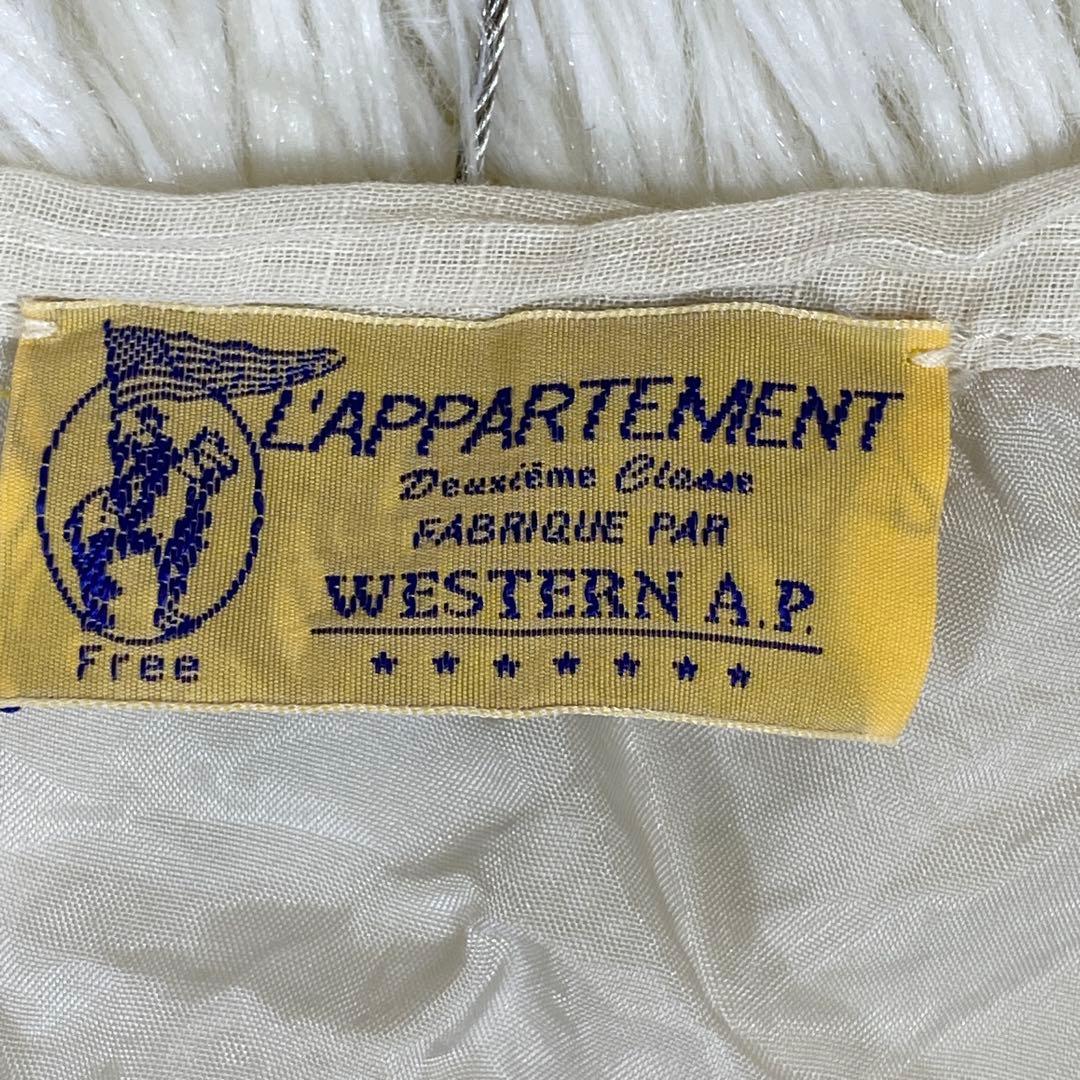 L'APPARTEMENT
Deuxième Classe
FABRIQUE PAR
WESTERN A.P.
Free